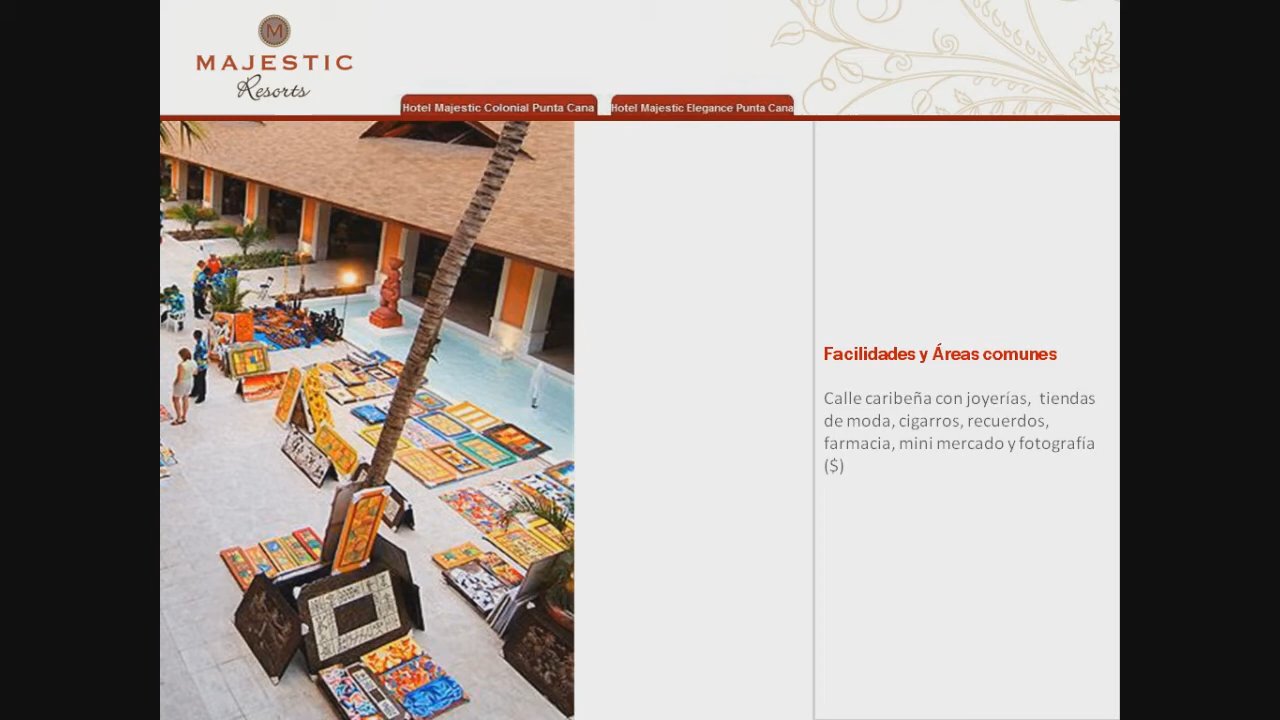 M
MAJESTIC
Resorts
Hotel Majestic Colonial Punta Cana
Hotel Majestic Elegance Punta Cana
Facilidades y Áreas comunes
Calle caribeña con joyerías, tiendas
de moda, cigarros, recuerdos,
farmacia, mini mercado y fotografía
($)